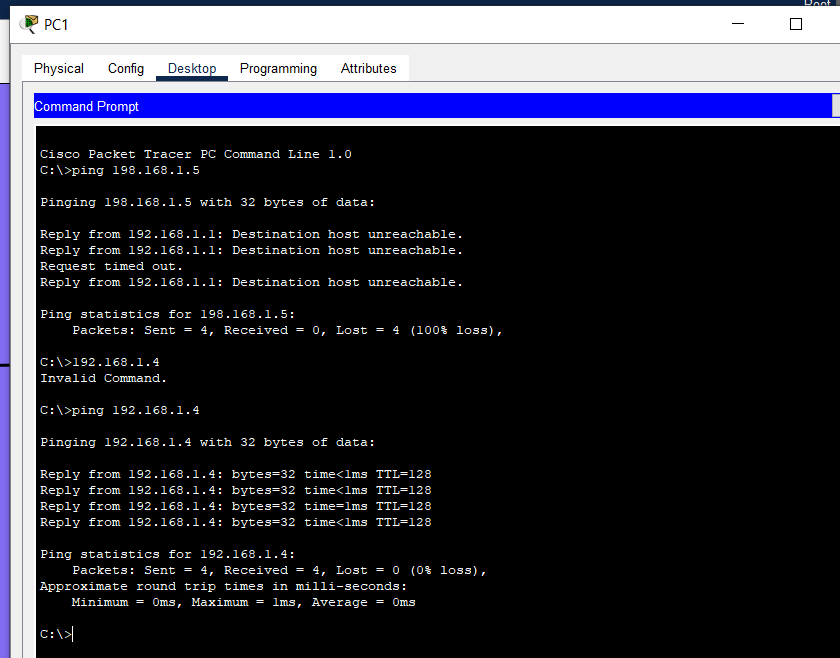 Root
PC1
Physical Config Desktop Programming Attributes
Command Prompt
Cisco Packet Tracer PC Command Line 1.0
C:\>ping 198.168.1.5
Pinging 198.168.1.5 with 32 bytes of data:
Reply from 192.168.1.1: Destination host unreachable.
Reply from 192.168.1.1: Destination host unreachable.
Request timed out.
Reply from 192.168.1.1: Destination host unreachable.
Ping statistics for 198.168.1.5:
    Packets: Sent = 4, Received = 0, Lost = 4 (100% loss),
C:\>192.168.1.4
Invalid Command.
C:\>ping 192.168.1.4
Pinging 192.168.1.4 with 32 bytes of data:
Reply from 192.168.1.4: bytes=32 time<1ms TTL=128
Reply from 192.168.1.4: bytes=32 time<1ms TTL=128
Reply from 192.168.1.4: bytes=32 time=1ms TTL=128
Reply from 192.168.1.4: bytes=32 time<1ms TTL=128
Ping statistics for 192.168.1.4:
    Packets: Sent = 4, Received = 4, Lost = 0 (0% loss),
Approximate round trip times in milli-seconds:
    Minimum = 0ms, Maximum = 1ms, Average = 0ms
C:\>